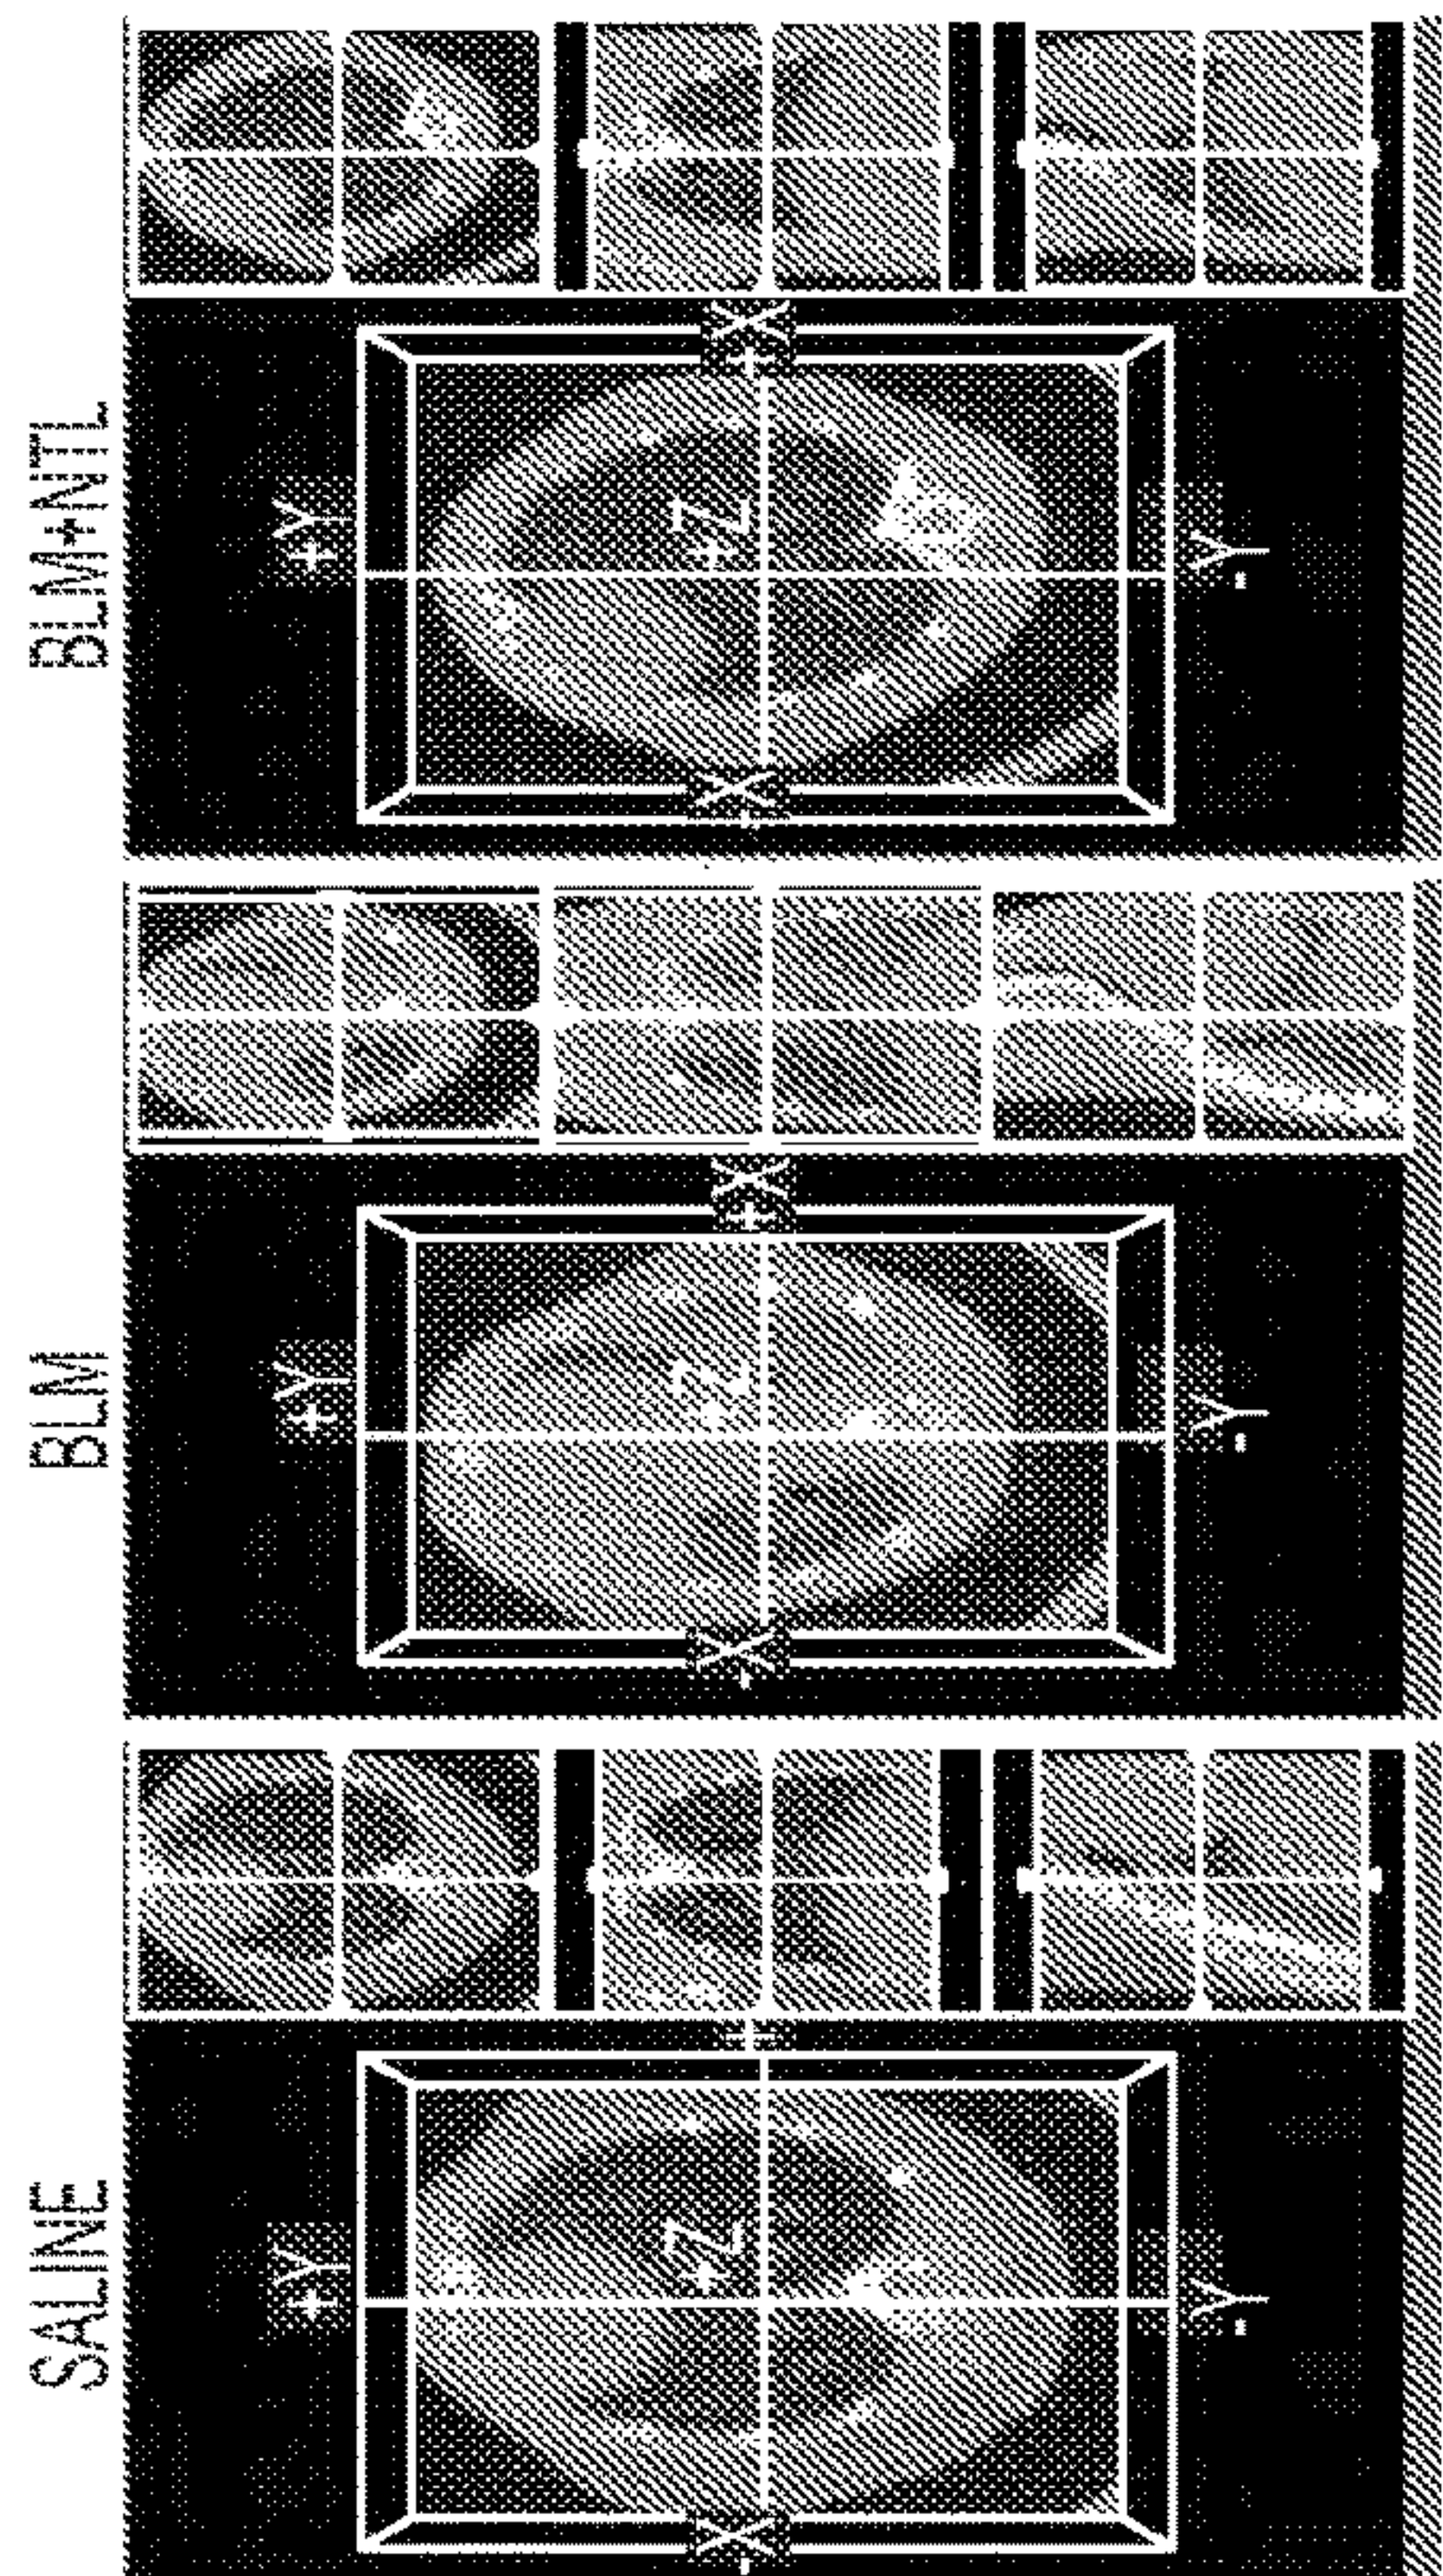 SALINE BLM BLM+NTL
+Y +Y +Y
-X +Z + -X +Z +X -X +Z +X
-Y -Y -Y